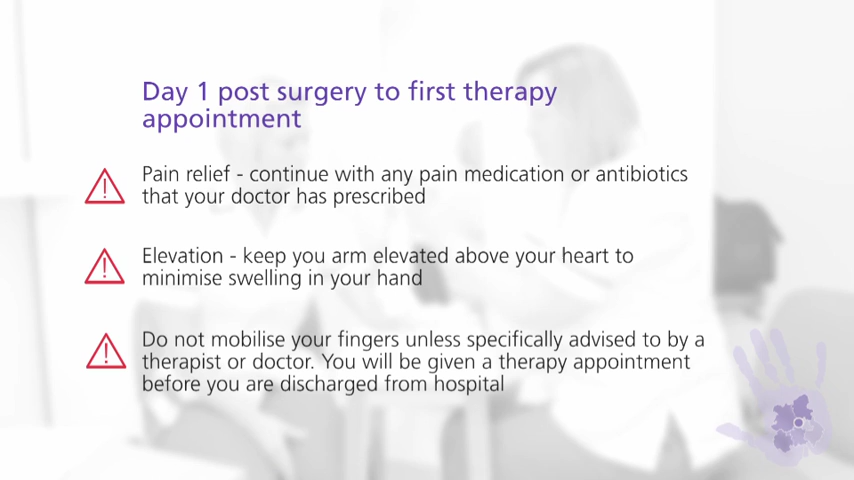 Day 1 post surgery to first therapy
appointment
Pain relief - continue with any pain medication or antibiotics
that your doctor has prescribed
Elevation - keep you arm elevated above your heart to
minimise swelling in your hand
Do not mobilise your fingers unless specifically advised to by a
therapist or doctor. You will be given a therapy appointment
before you are discharged from hospital